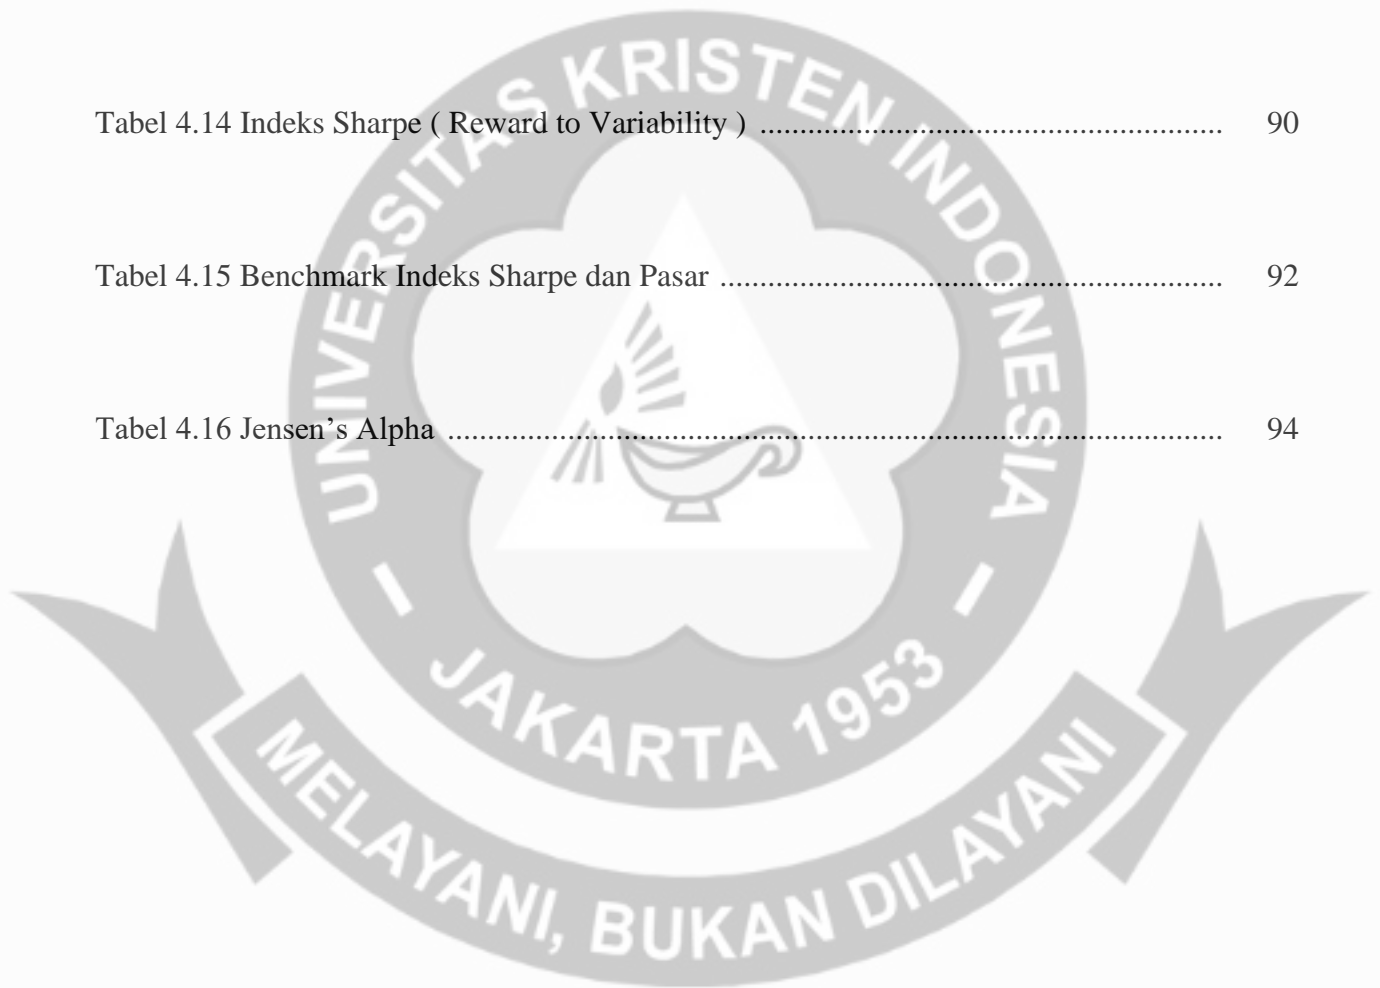 Tabel 4.14 Indeks Sharpe ( Reward to Variability ) .......................................................... 90
Tabel 4.15 Benchmark Indeks Sharpe dan Pasar ............................................................... 92
Tabel 4.16 Jensen’s Alpha ................................................................................................. 94
UNIVERSITAS KRISTEN INDONESIA
JAKARTA 1953
MELAYANI, BUKAN DILAYANI